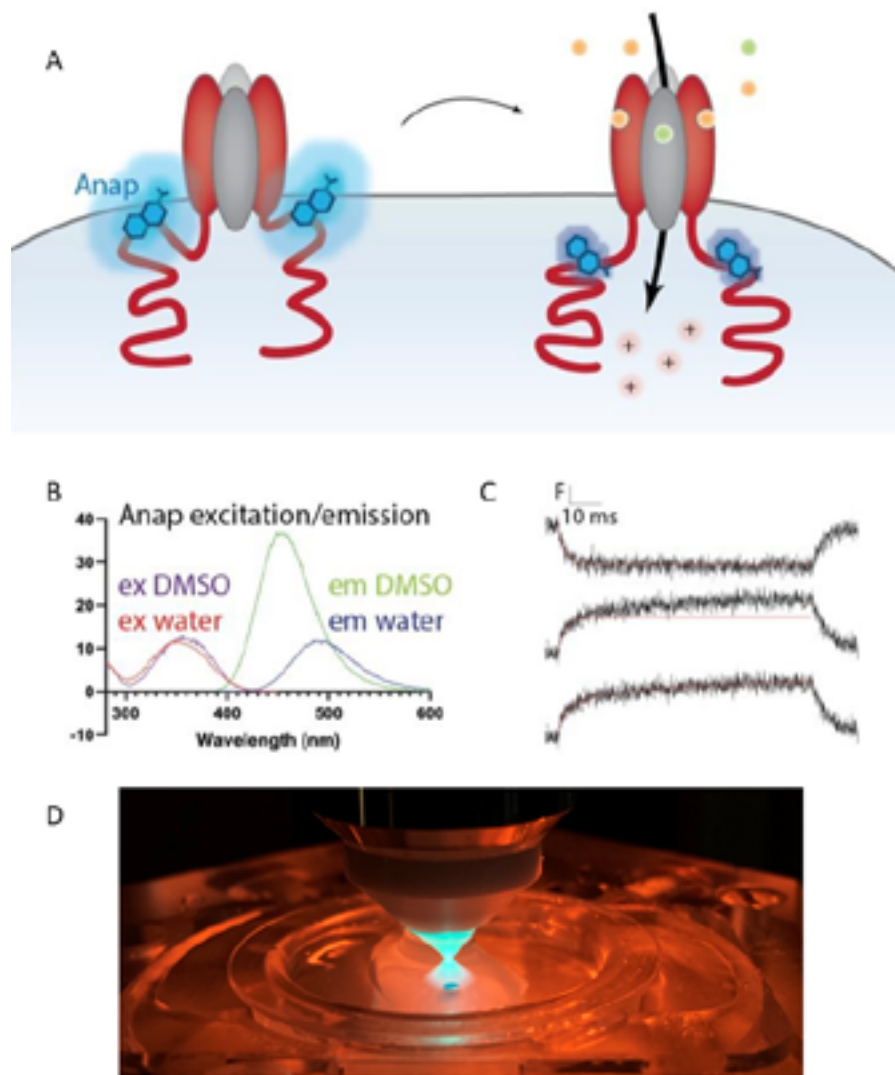 A
Anap
+ +
+
+
B
Anap excitation/emission
40
30
20
10
0
-10
ex DMSO
em DMSO
ex water
em water
300 400 500 600
Wavelength (nm)
C
F
10 ms
D